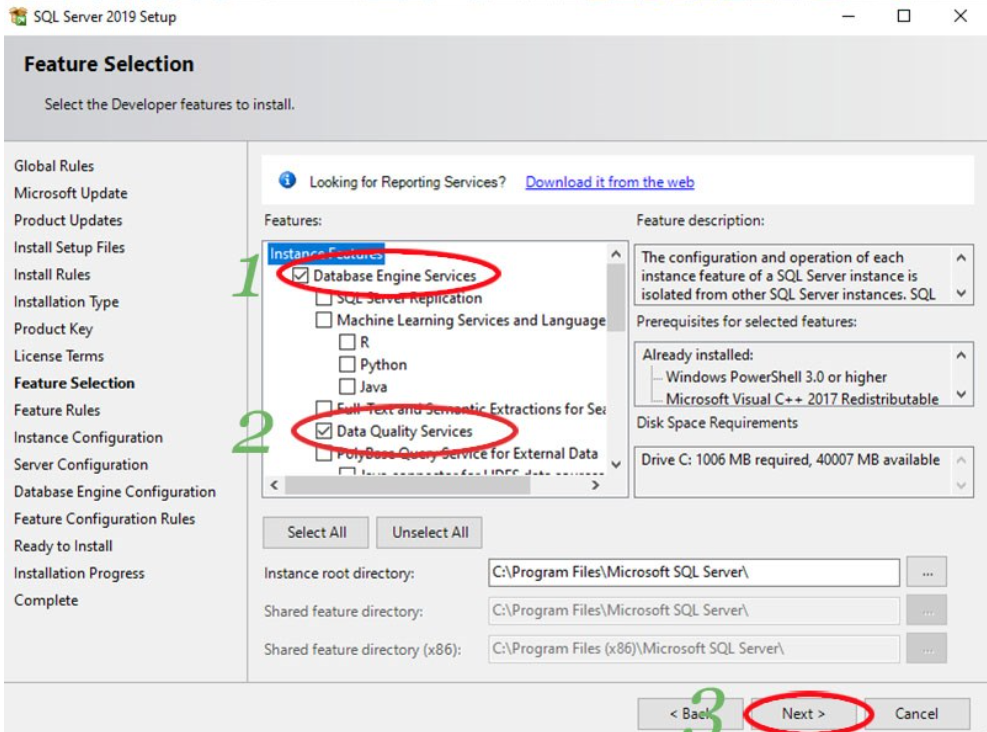 SQL Server 2019 Setup
Feature Selection
Select the Developer features to install.
Global Rules
Microsoft Update
Product Updates
Install Setup Files
Install Rules
Installation Type
Product Key
License Terms
Feature Selection
Feature Rules
Instance Configuration
Server Configuration
Database Engine Configuration
Feature Configuration Rules
Ready to Install
Installation Progress
Complete
Looking for Reporting Services? Download it from the web
Features:
Instance Features
1
Database Engine Services
SQL Server Replication
Machine Learning Services and Language
R
Python
Java
Full-Text and Semantic Extractions for Sea
2
Data Quality Services
PolyBase Query Service for External Data
Java connector for HDFS data sources
Feature description:
The configuration and operation of each
instance feature of a SQL Server instance is
isolated from other SQL Server instances. SQL
Prerequisites for selected features:
Already installed:
Windows PowerShell 3.0 or higher
Microsoft Visual C++ 2017 Redistributable
Disk Space Requirements
Drive C: 1006 MB required, 40007 MB available
Select All
Unselect All
Instance root directory: C:\Program Files\Microsoft SQL Server\ ...
Shared feature directory: C:\Program Files\Microsoft SQL Server\ ...
Shared feature directory (x86): C:\Program Files (x86)\Microsoft SQL Server\ ...
< Back
3
Next >
Cancel